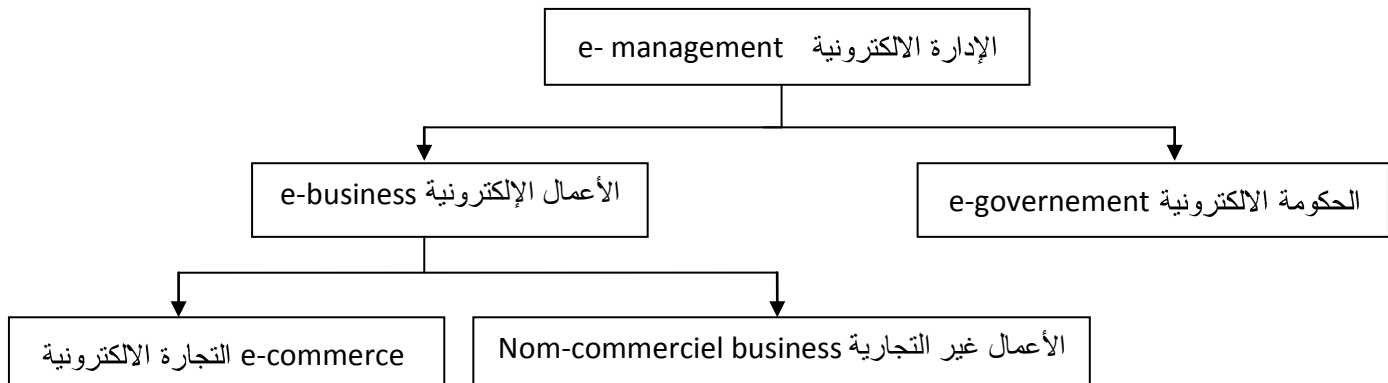 الإدارة الالكترونية e- management
الأعمال الإلكترونية e-business
الحكومة الالكترونية e-governement
e-commerce التجارة الالكترونية
الأعمال غير التجارية Nom-commerciel business